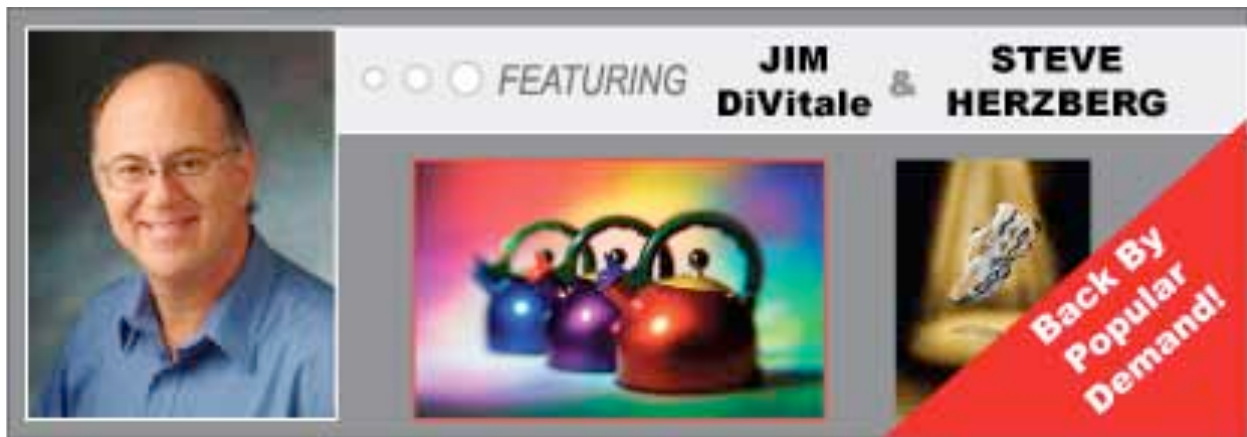 FEATURING
JIM
DiVitale
&
STEVE
HERZBERG
Back By
Popular
Demand!